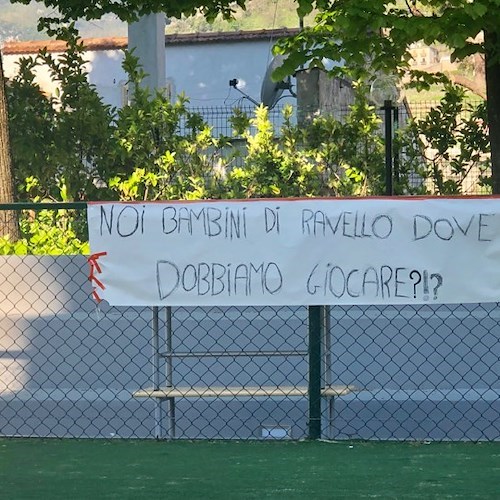 NOI BAMBINI DI RAVELLO DOVE
DOBBIAMO GIOCARE?!?